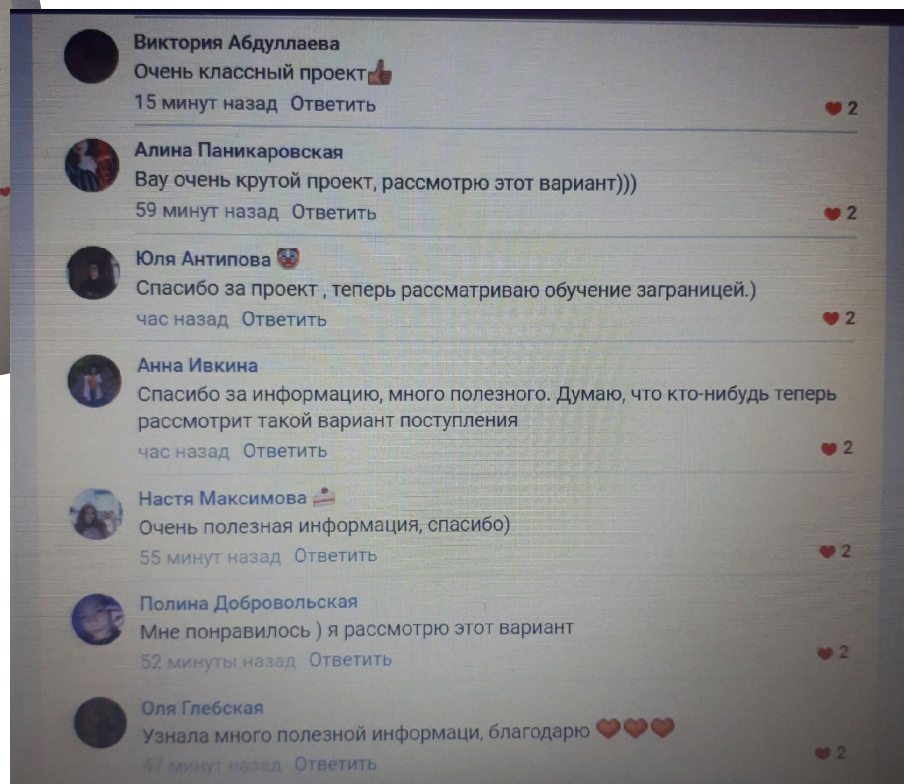 Виктория Абдуллаева
Очень классный проект👍
15 минут назад Ответить
2
Алина Паникаровская
Вау очень крутой проект, рассмотрю этот вариант)))
59 минут назад Ответить
2
Юля Антипова 🤡
Спасибо за проект , теперь рассматриваю обучение заграницей.)
час назад Ответить
2
Анна Ивкина
Спасибо за информацию, много полезного. Думаю, что кто-нибудь теперь
рассмотрит такой вариант поступления
час назад Ответить
2
Настя Максимова 🍰
Очень полезная информация, спасибо)
55 минут назад Ответить
2
Полина Добровольская
Мне понравилось ) я рассмотрю этот вариант
52 минуты назад Ответить
2
Оля Глебская
Узнала много полезной информаци, благодарю ❤❤❤
47 минут назад Ответить
2